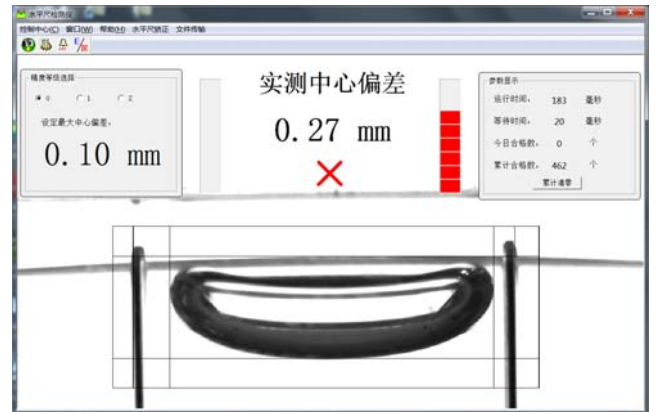 水平尺检测仪
控制中心(C) 窗口(W) 帮助(H) 水平尺矫正 文件传输
精度等级选择
0 1 2
设定最大中心偏差:
0.10 mm
实测中心偏差
0.27 mm
参数显示
运行时间: 183 毫秒
等待时间: 20 毫秒
今日合格数: 0 个
累计合格数: 462 个
累计清零